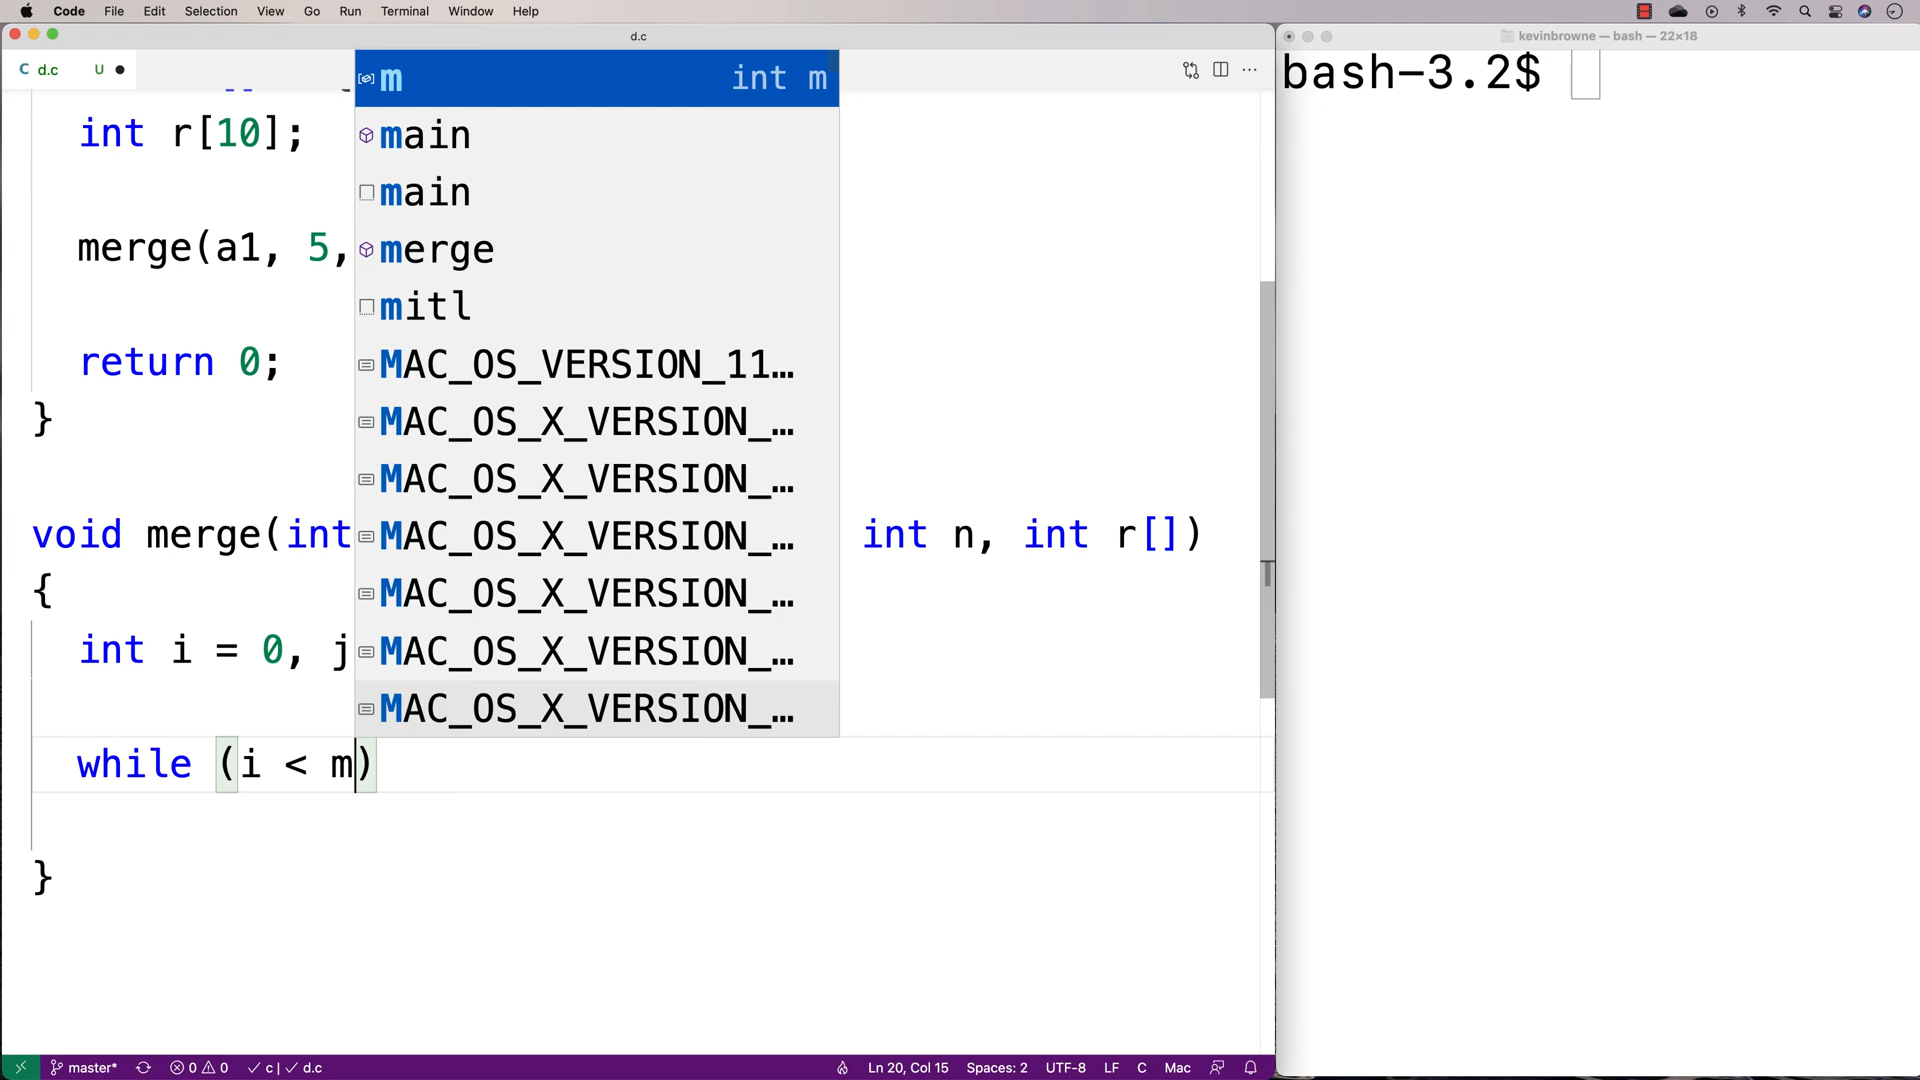 Code File Edit Selection View Go Run Terminal Window Help
d.c
kevinbrowne — bash — 22×18
C d.c U
m int m
bash-3.2$
int r[10];
main
main
merge(a1, 5,
merge
mitl
return 0;
MAC_OS_VERSION_11…
}
MAC_OS_X_VERSION_…
MAC_OS_X_VERSION_…
void merge(int
MAC_OS_X_VERSION_…
int n, int r[])
{
MAC_OS_X_VERSION_…
int i = 0, j
MAC_OS_X_VERSION_…
MAC_OS_X_VERSION_…
while (i < m)
}
master* 0 0 c | d.c Ln 20, Col 15 Spaces: 2 UTF-8 LF C Mac